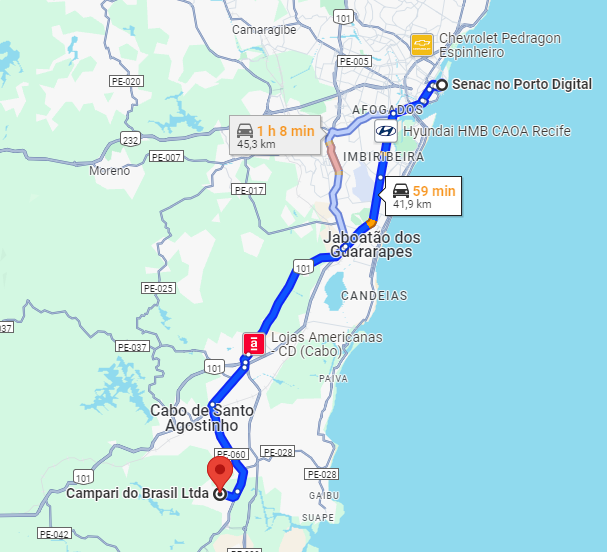 101
Camaragibe
Chevrolet Pedragon
Espinheiro
PE-005
PE-020
Senac no Porto Digital
AFOGADOS
1 h 8 min
45,3 km
Hyundai HMB CAOA Recife
232
PE-007
IMBIRIBEIRA
Moreno
PE-017
59 min
41,9 km
Jaboatão dos
Guararapes
101
PE-025
CANDEIAS
037
Lojas Americanas
- CD (Cabo)
PE-037
101
PAIVA
Cabo de Santo
Agostinho
PE-060
PE-028
101
PE-028
Campari do Brasil Ltda
GAIBU
SUAPE
PE-042